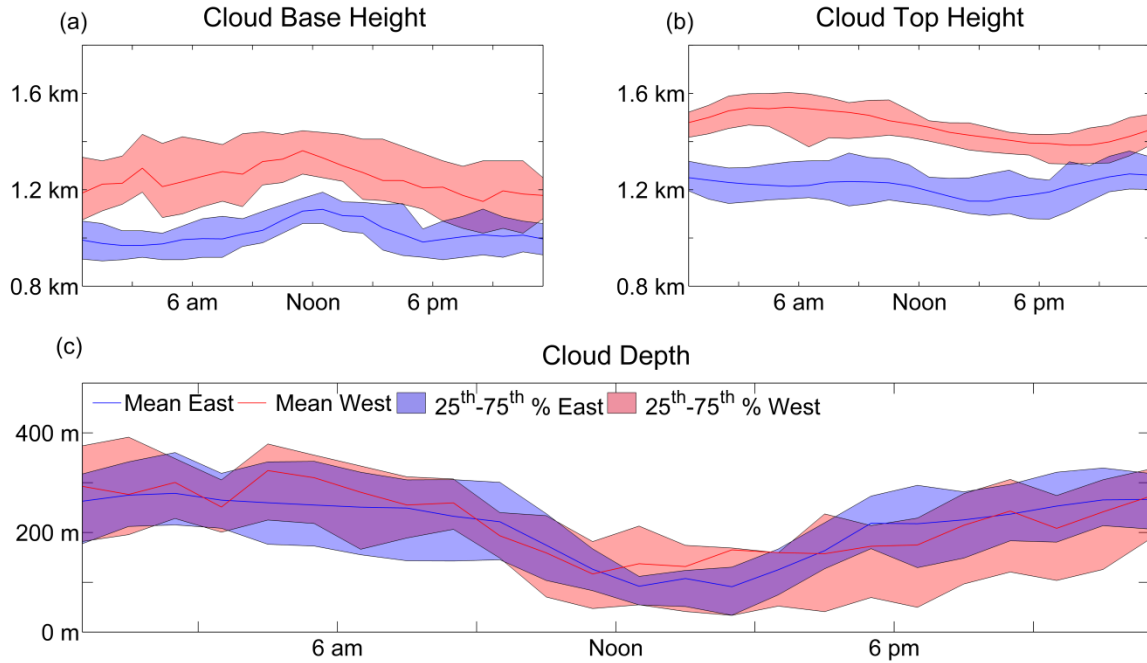 (a) Cloud Base Height
1.6 km
1.2 km
0.8 km
6 am Noon 6 pm
(b) Cloud Top Height
1.6 km
1.2 km
0.8 km
6 am Noon 6 pm
(c) Cloud Depth
Mean East Mean West 25th-75th % East 25th-75th % West
400 m
200 m
0 m
6 am Noon 6 pm